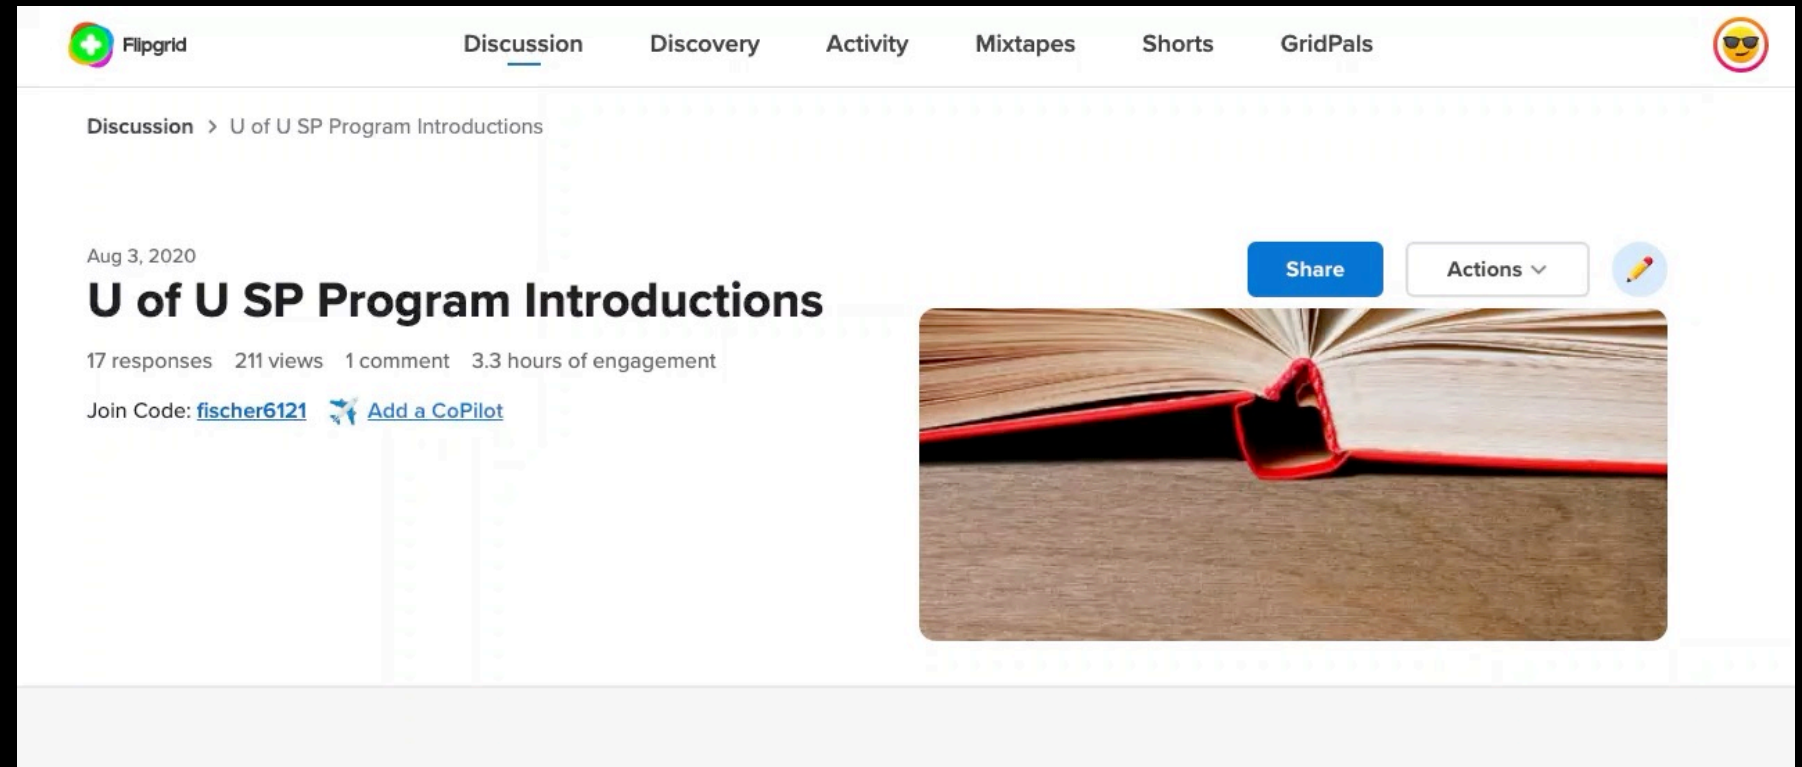 Flipgrid Discussion Discovery Activity Mixtapes Shorts GridPals
Discussion > U of U SP Program Introductions
Aug 3, 2020
Share Actions
U of U SP Program Introductions
17 responses 211 views 1 comment 3.3 hours of engagement
Join Code: fischer6121 Add a CoPilot